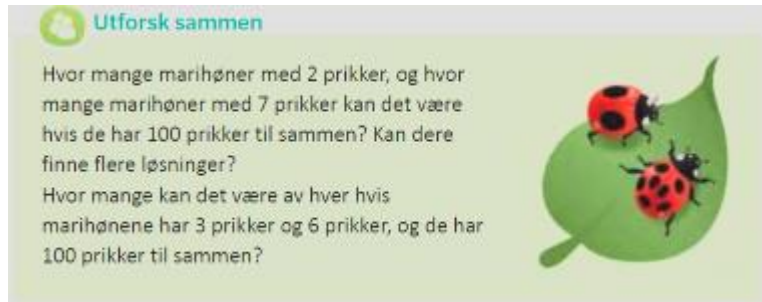 Utforsk sammen
Hvor mange marihøner med 2 prikker, og hvor
mange marihøner med 7 prikker kan det være
hvis de har 100 prikker til sammen? Kan dere
finne flere løsninger?
Hvor mange kan det være av hver hvis
marihønene har 3 prikker og 6 prikker, og de har
100 prikker til sammen?